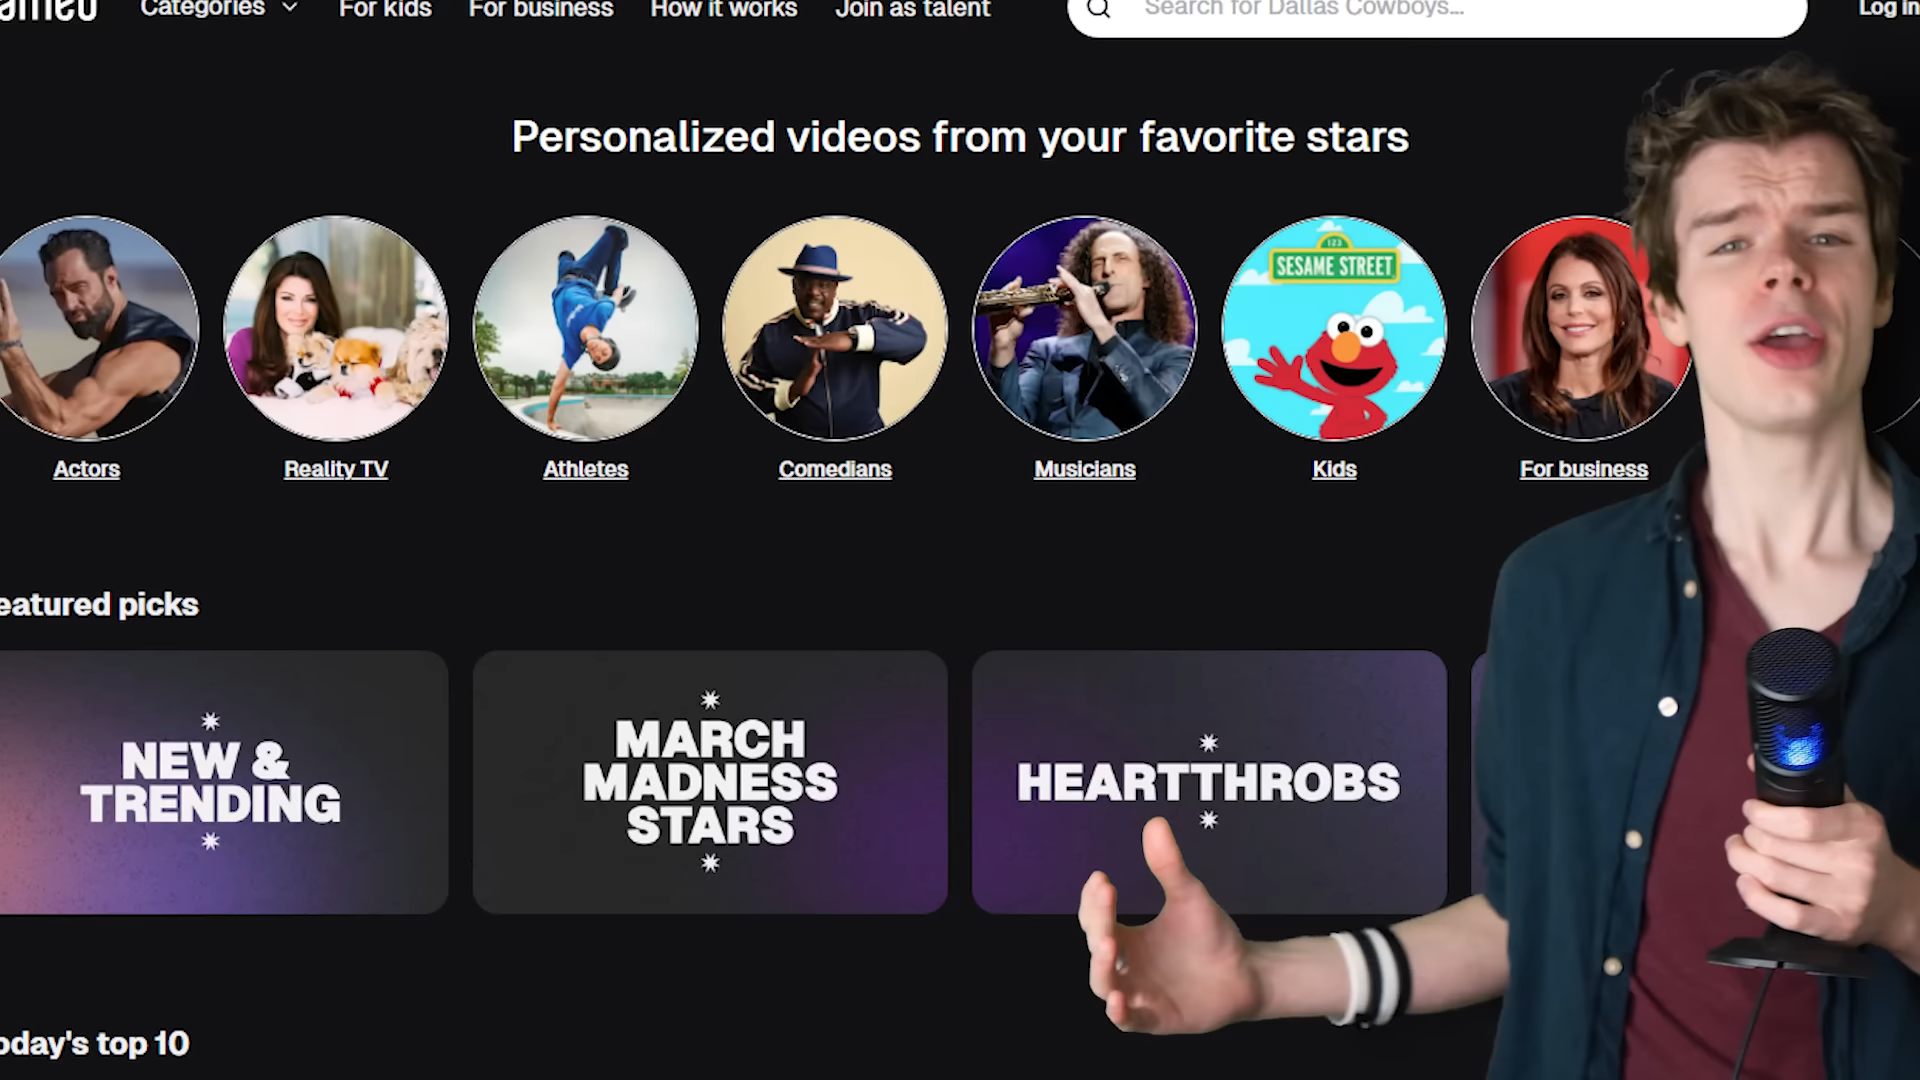 ameo Categories For kids For business How it works Join as talent Search for Dallas Cowboys... Log in
Personalized videos from your favorite stars
123
SESAME STREET
Actors Reality TV Athletes Comedians Musicians Kids For business
eatured picks
NEW &
TRENDING
MARCH
MADNESS
STARS
HEARTTHROBS
oday's top 10